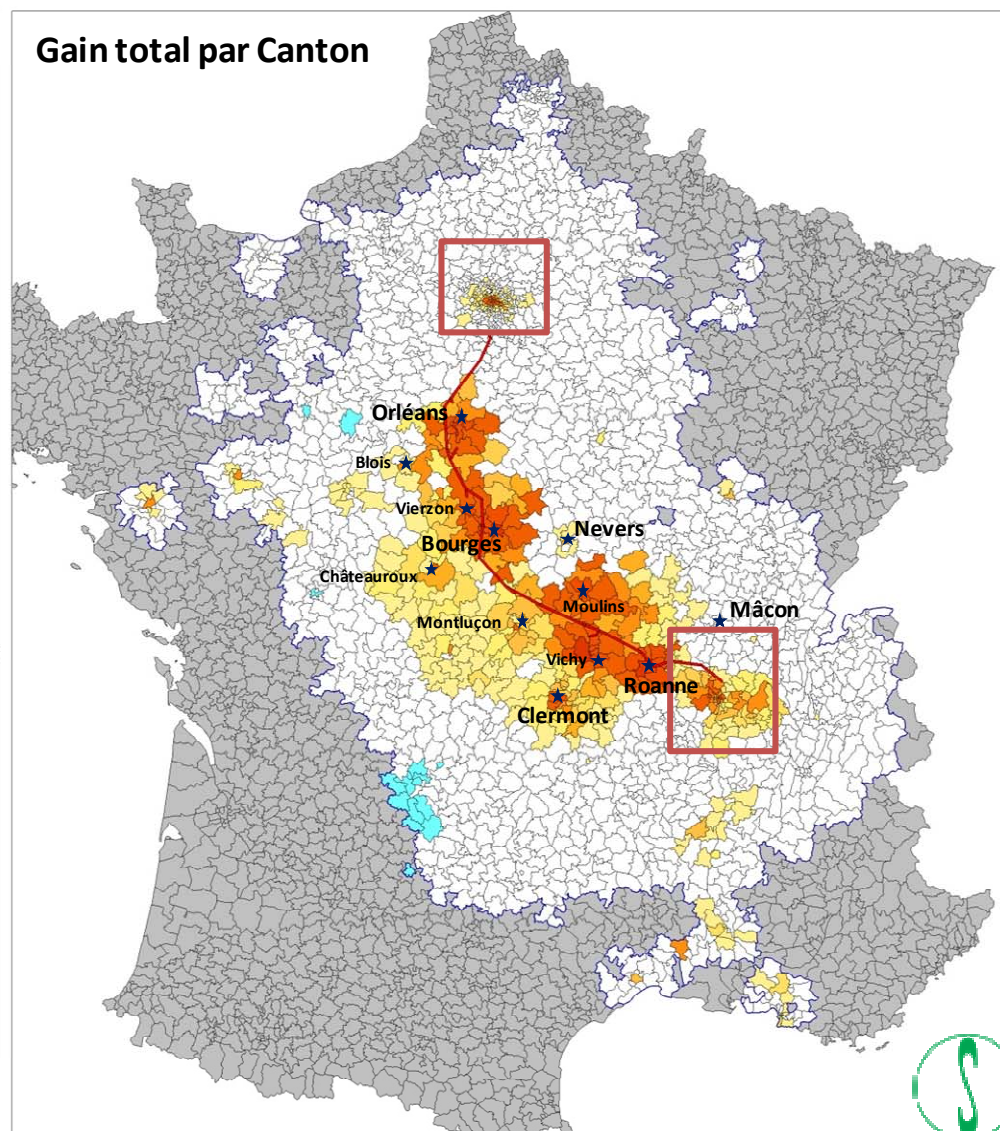 Gain total par Canton
Orléans
Blois
Vierzon
Bourges
Nevers
Châteauroux
Moulins
Montluçon
Mâcon
Vichy
Roanne
Clermont
S